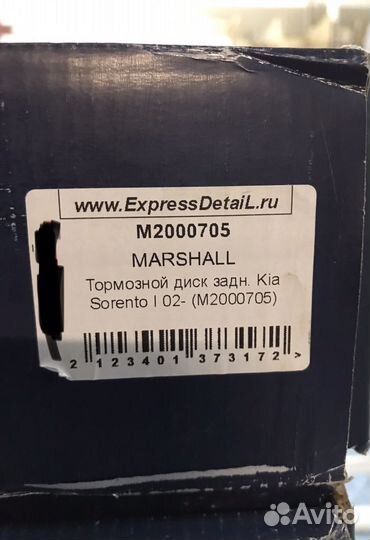 www.ExpressDetaiL.ru
M2000705
MARSHALL
Тормозной диск задн. Kia
Sorento I 02- (M2000705)
2 123401 373172 >
Avito